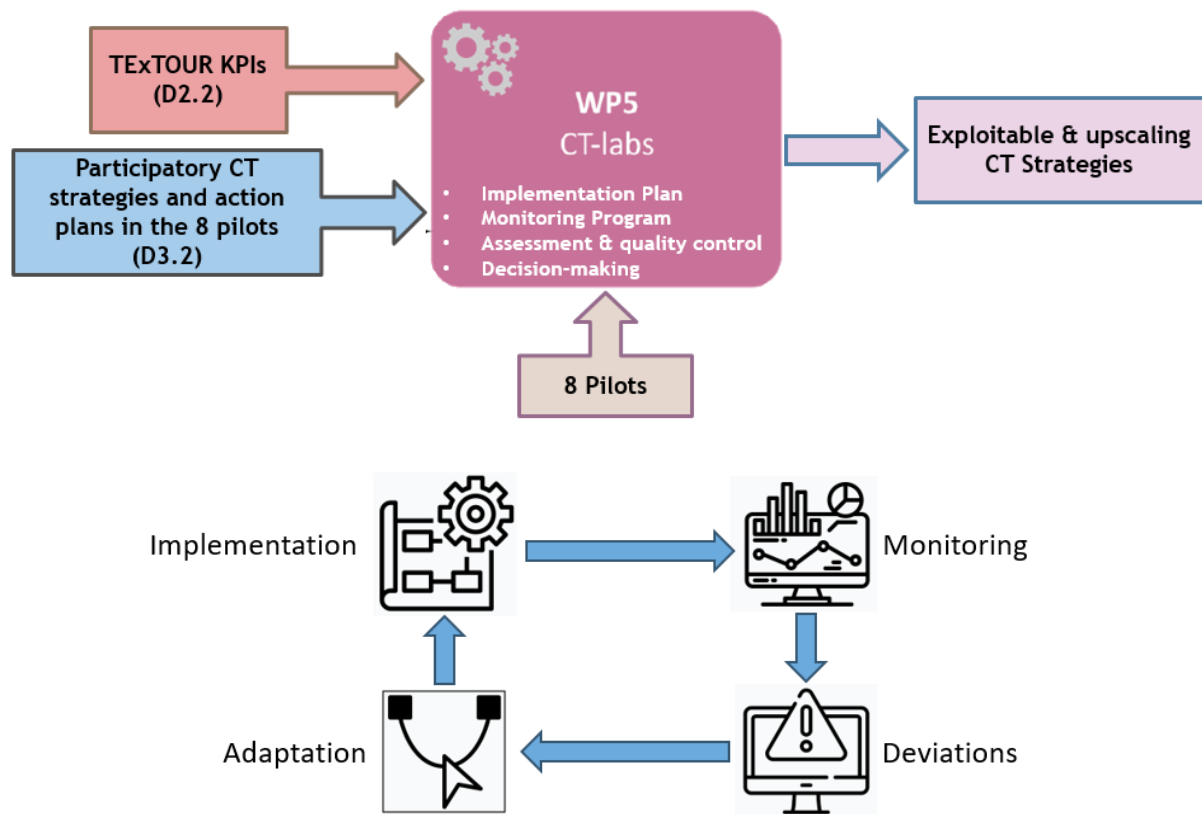 TExTOUR KPIs
(D2.2)
Participatory CT
strategies and action
plans in the 8 pilots
(D3.2)
WP5
CT-labs
• Implementation Plan
• Monitoring Program
• Assessment & quality control
• Decision-making
Exploitable & upscaling
CT Strategies
8 Pilots
Implementation
Monitoring
Adaptation
Deviations